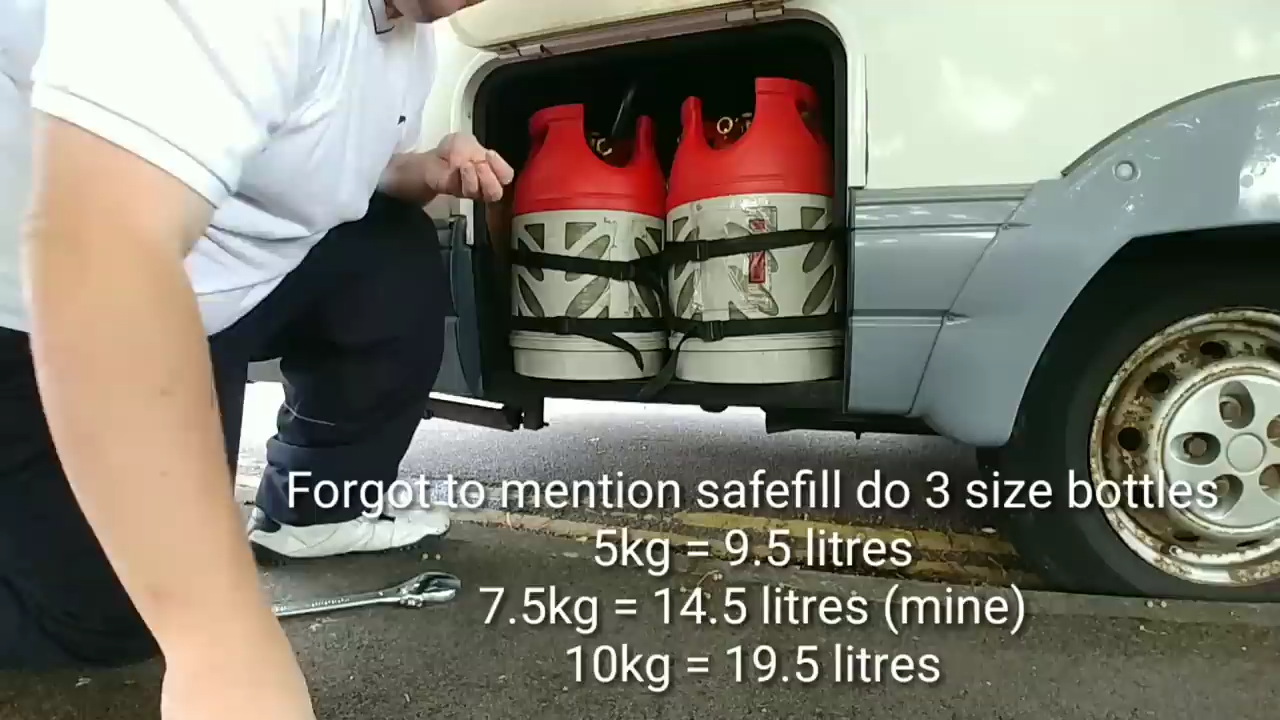 Forgot to mention safefill do 3 size bottles
5kg = 9.5 litres
7.5kg = 14.5 litres (mine)
10kg = 19.5 litres